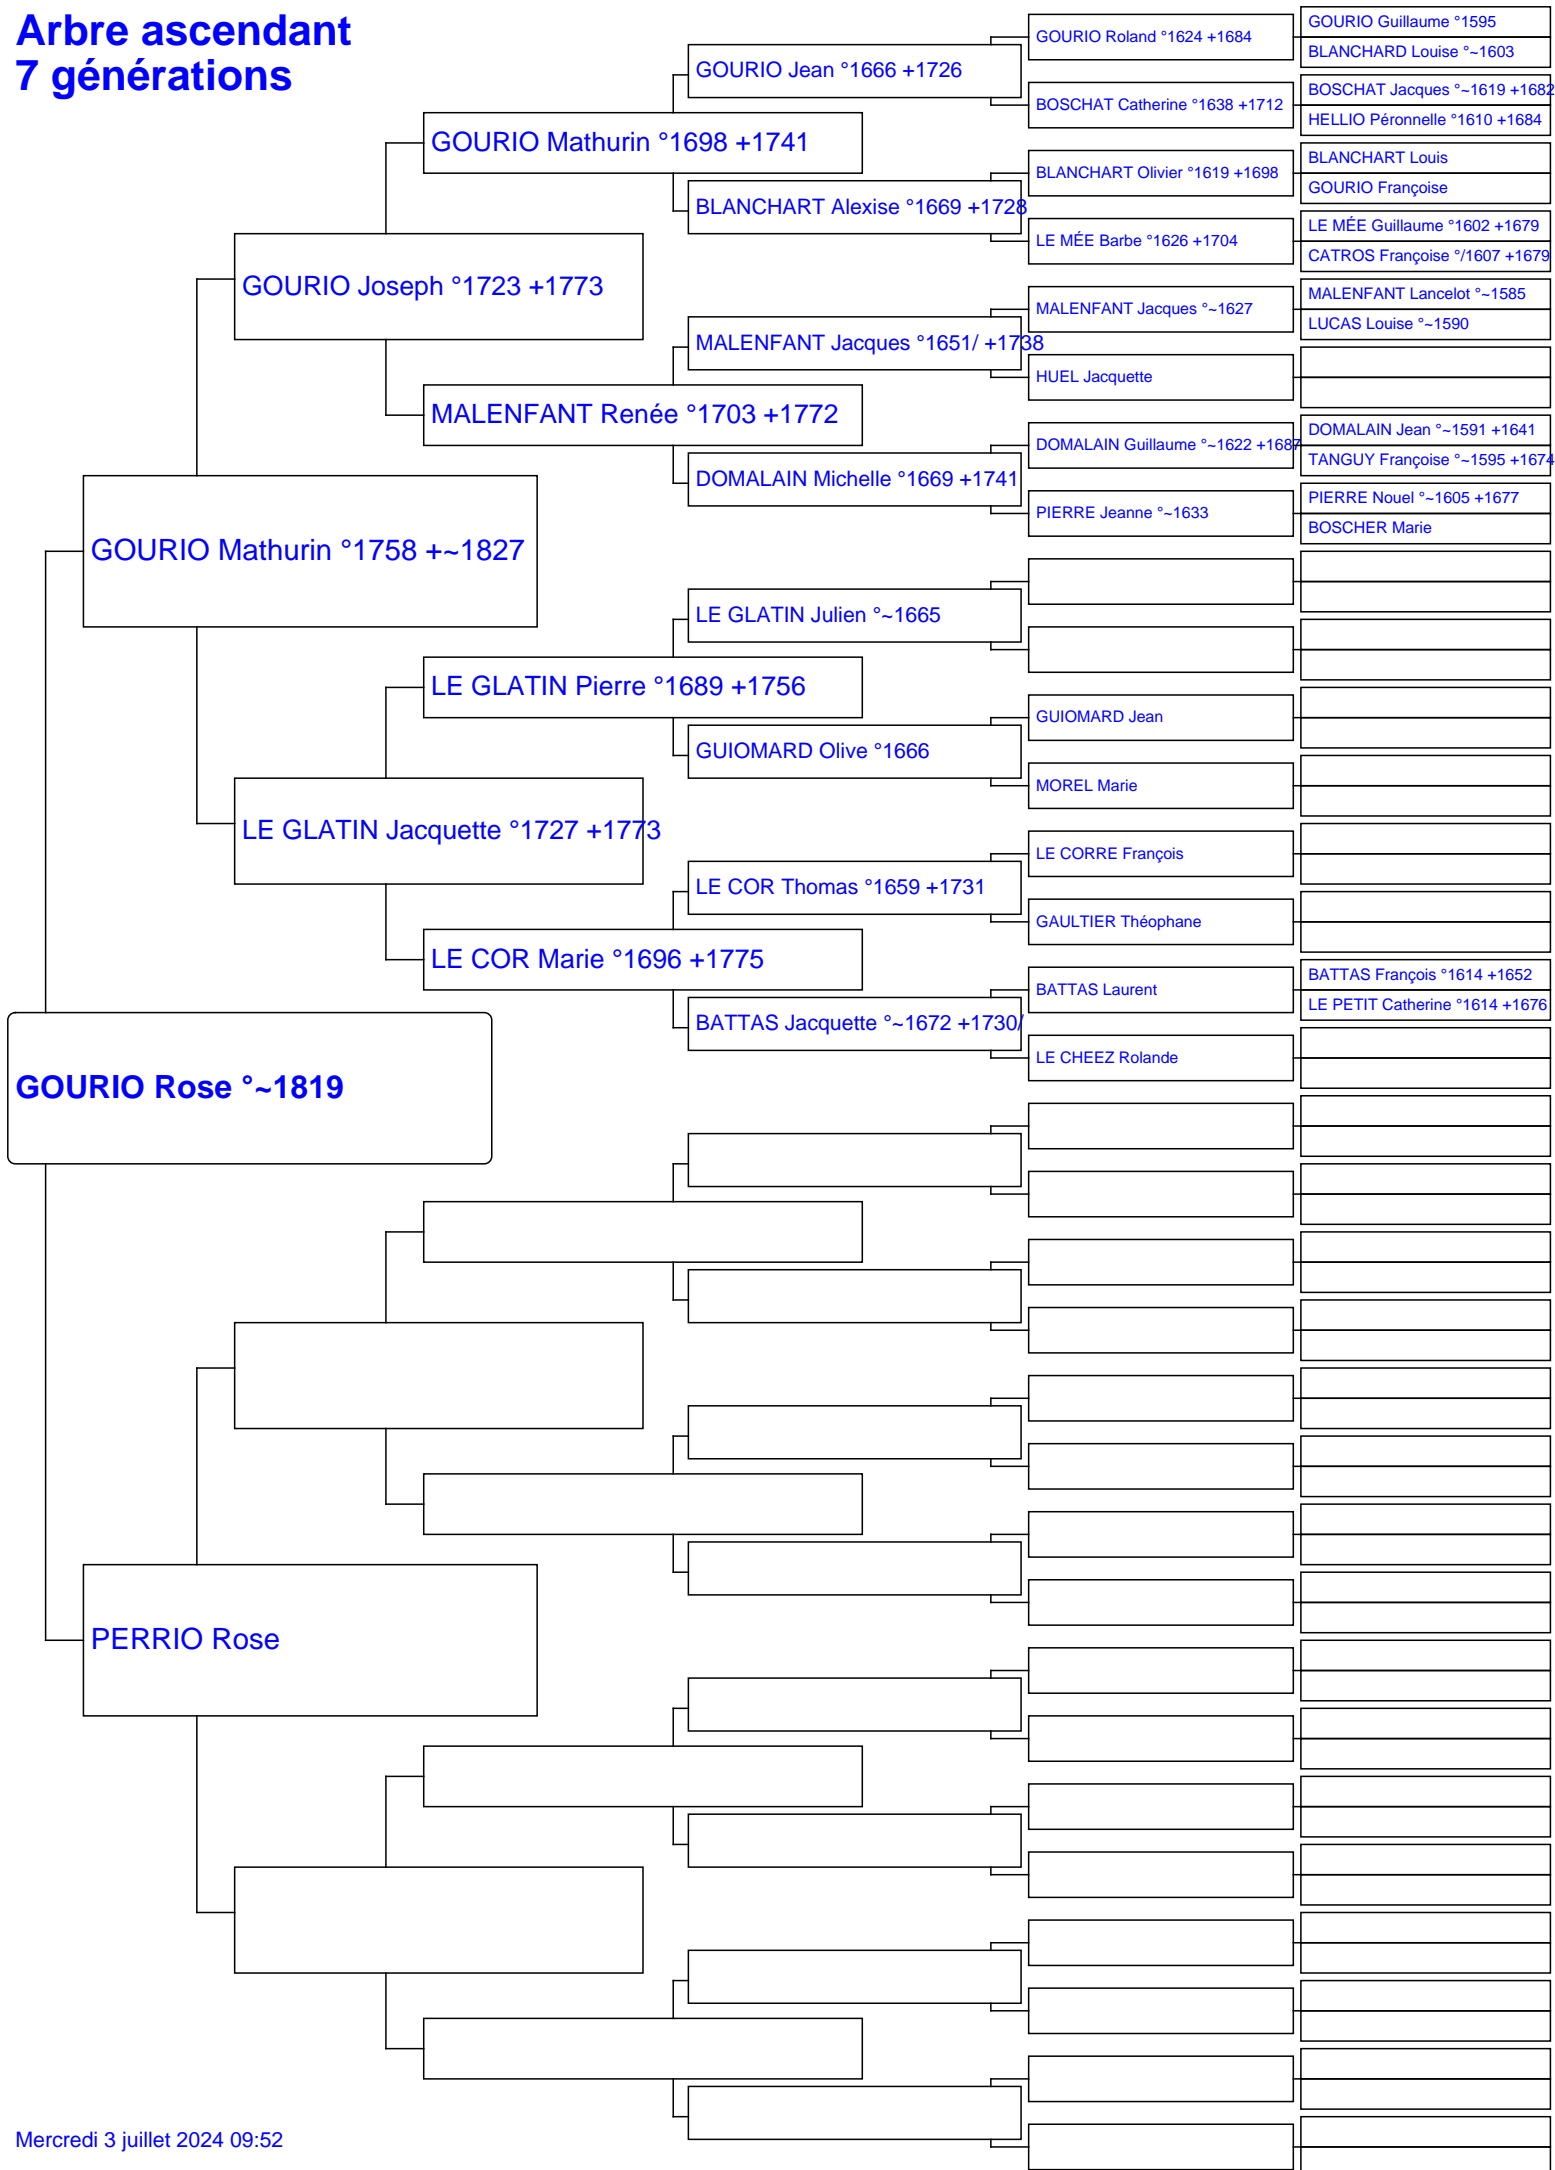 Arbre ascendant
7 générations
GOURIO Rose °~1819
GOURIO Mathurin °1758 +~1827
PERRIO Rose
GOURIO Joseph °1723 +1773
LE GLATIN Jacquette °1727 +1773
GOURIO Mathurin °1698 +1741
MALENFANT Renée °1703 +1772
LE GLATIN Pierre °1689 +1756
LE COR Marie °1696 +1775
GOURIO Jean °1666 +1726
BLANCHART Alexise °1669 +1728
MALENFANT Jacques °1651/ +1738
DOMALAIN Michelle °1669 +1741
LE GLATIN Julien °~1665
GUIOMARD Olive °1666
LE COR Thomas °1659 +1731
BATTAS Jacquette °~1672 +1730/
GOURIO Roland °1624 +1684
BOSCHAT Catherine °1638 +1712
BLANCHART Olivier °1619 +1698
LE MÉE Barbe °1626 +1704
MALENFANT Jacques °~1627
HUEL Jacquette
DOMALAIN Guillaume °~1622 +1687
PIERRE Jeanne °~1633
GUIOMARD Jean
MOREL Marie
LE CORRE François
GAULTIER Théophane
BATTAS Laurent
LE CHEEZ Rolande
GOURIO Guillaume °1595
BLANCHARD Louise °~1603
BOSCHAT Jacques °~1619 +1682
HELLIO Péronnelle °1610 +1684
BLANCHART Louis
GOURIO Françoise
LE MÉE Guillaume °1602 +1679
CATROS Françoise °/1607 +1679
MALENFANT Lancelot °~1585
LUCAS Louise °~1590
DOMALAIN Jean °~1591 +1641
TANGUY Françoise °~1595 +1674
PIERRE Nouel °~1605 +1677
BOSCHER Marie
BATTAS François °1614 +1652
LE PETIT Catherine °1614 +1676
Mercredi 3 juillet 2024 09:52